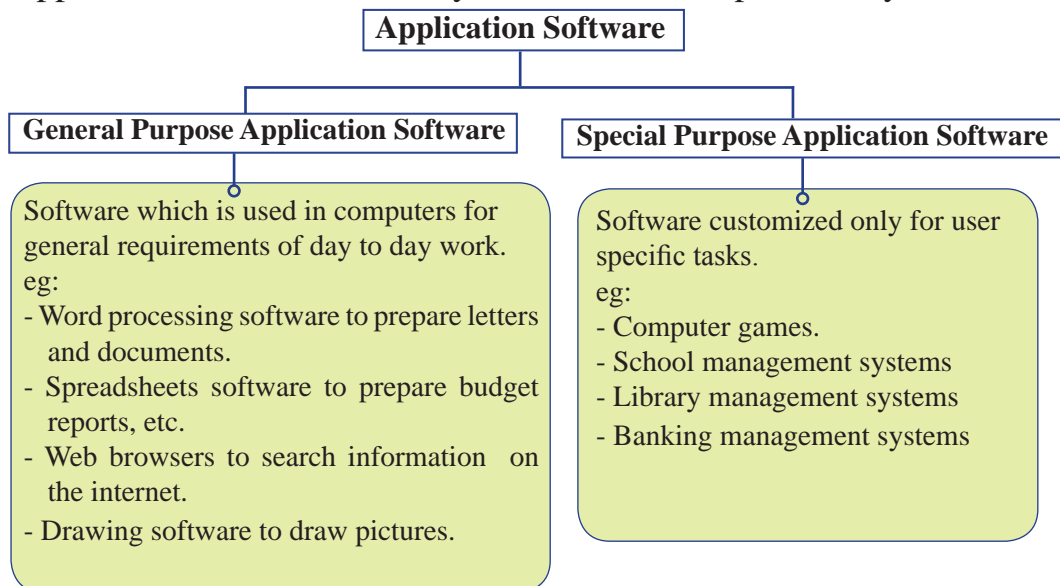 Application Software
General Purpose Application Software
Special Purpose Application Software
Software which is used in computers for
general requirements of day to day work.
eg:
- Word processing software to prepare letters
and documents.
- Spreadsheets software to prepare budget
reports, etc.
- Web browsers to search information on
the internet.
- Drawing software to draw pictures.
Software customized only for user
specific tasks.
eg:
- Computer games.
- School management systems
- Library management systems
- Banking management systems